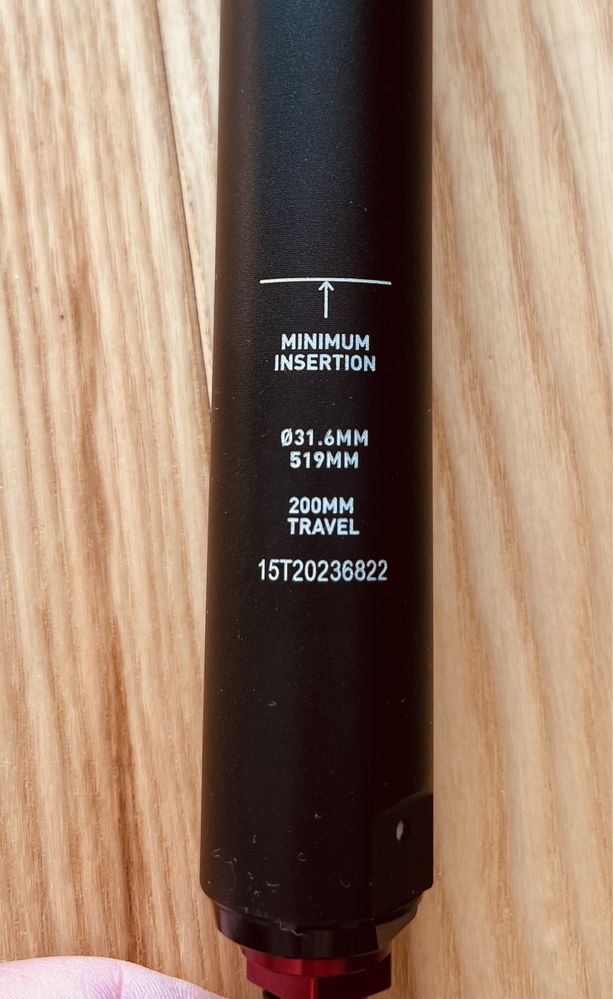 MINIMUM
INSERTION
Ø31.6MM
519MM
200MM
TRAVEL
15T20236822